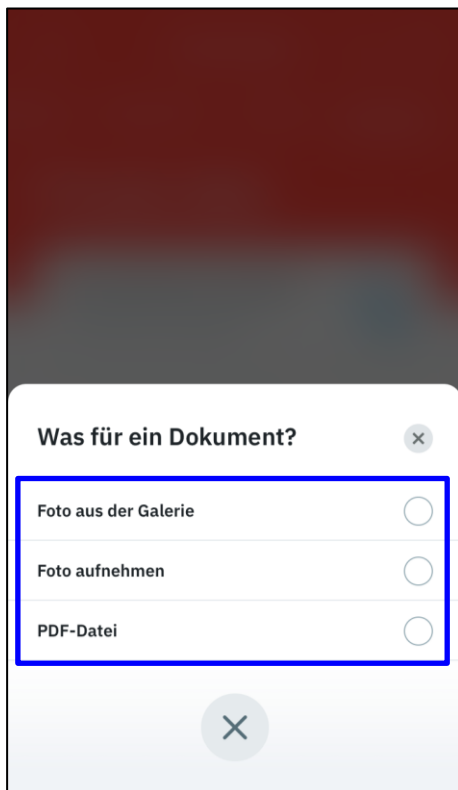 Was für ein Dokument?
Foto aus der Galerie
Foto aufnehmen
PDF-Datei